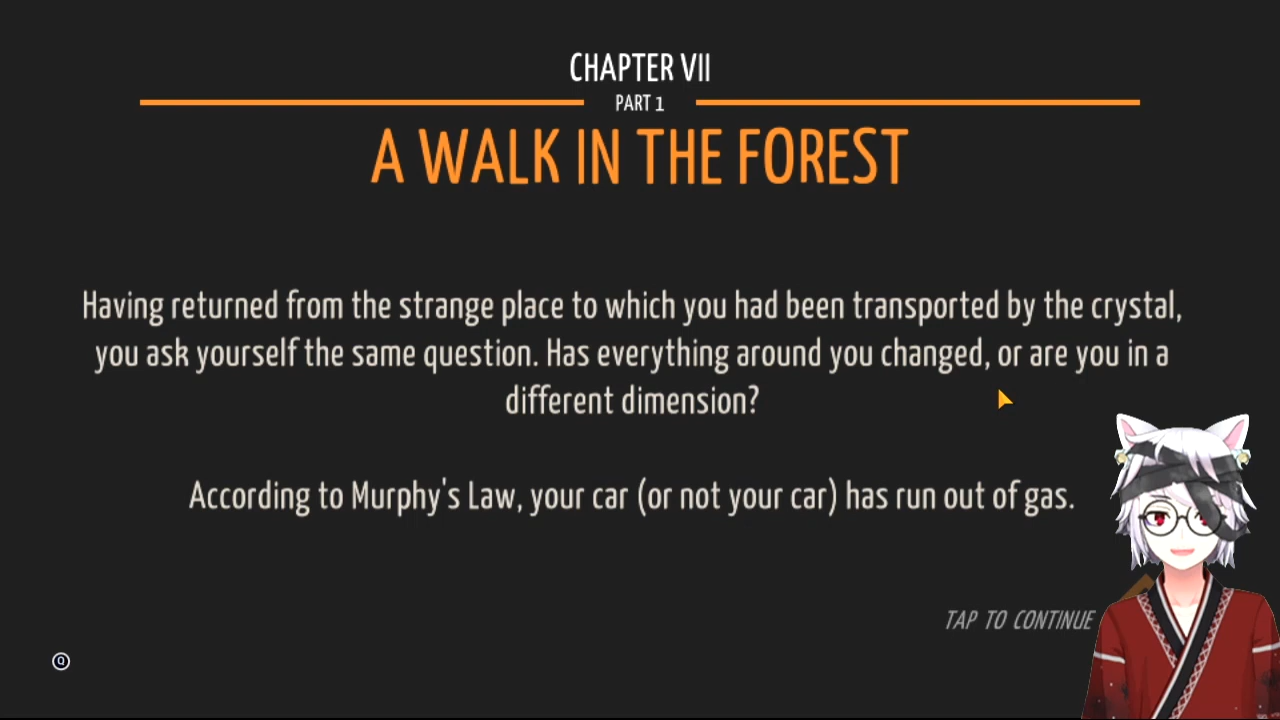 CHAPTER VII
PART 1
A WALK IN THE FOREST
Having returned from the strange place to which you had been transported by the crystal,
you ask yourself the same question. Has everything around you changed, or are you in a
different dimension?
According to Murphy's Law, your car (or not your car) has run out of gas.
TAP TO CONTINUE
Q